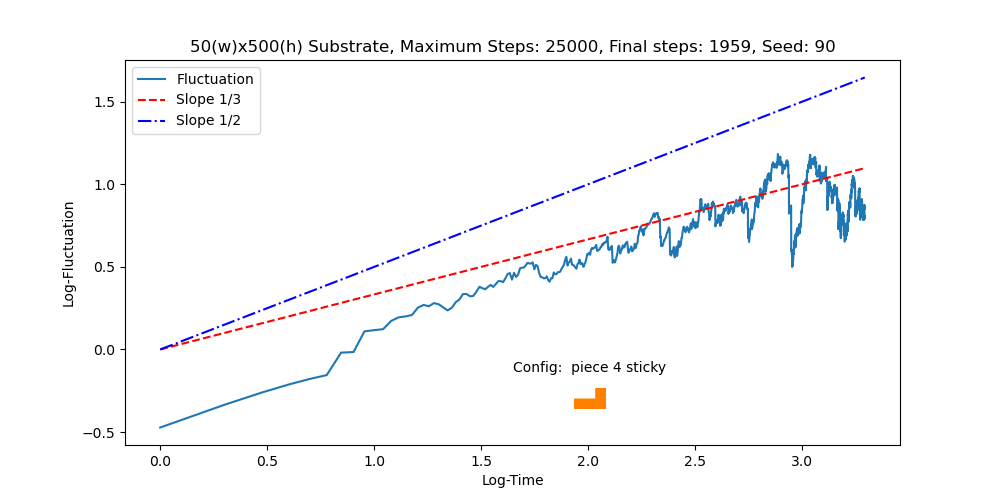 50(w)x500(h) Substrate, Maximum Steps: 25000, Final steps: 1959, Seed: 90
Fluctuation
Slope 1/3
Slope 1/2
1.5
1.0
0.5
0.0
−0.5
Log-Fluctuation
Config:  piece 4 sticky
0.0 0.5 1.0 1.5 2.0 2.5 3.0
Log-Time